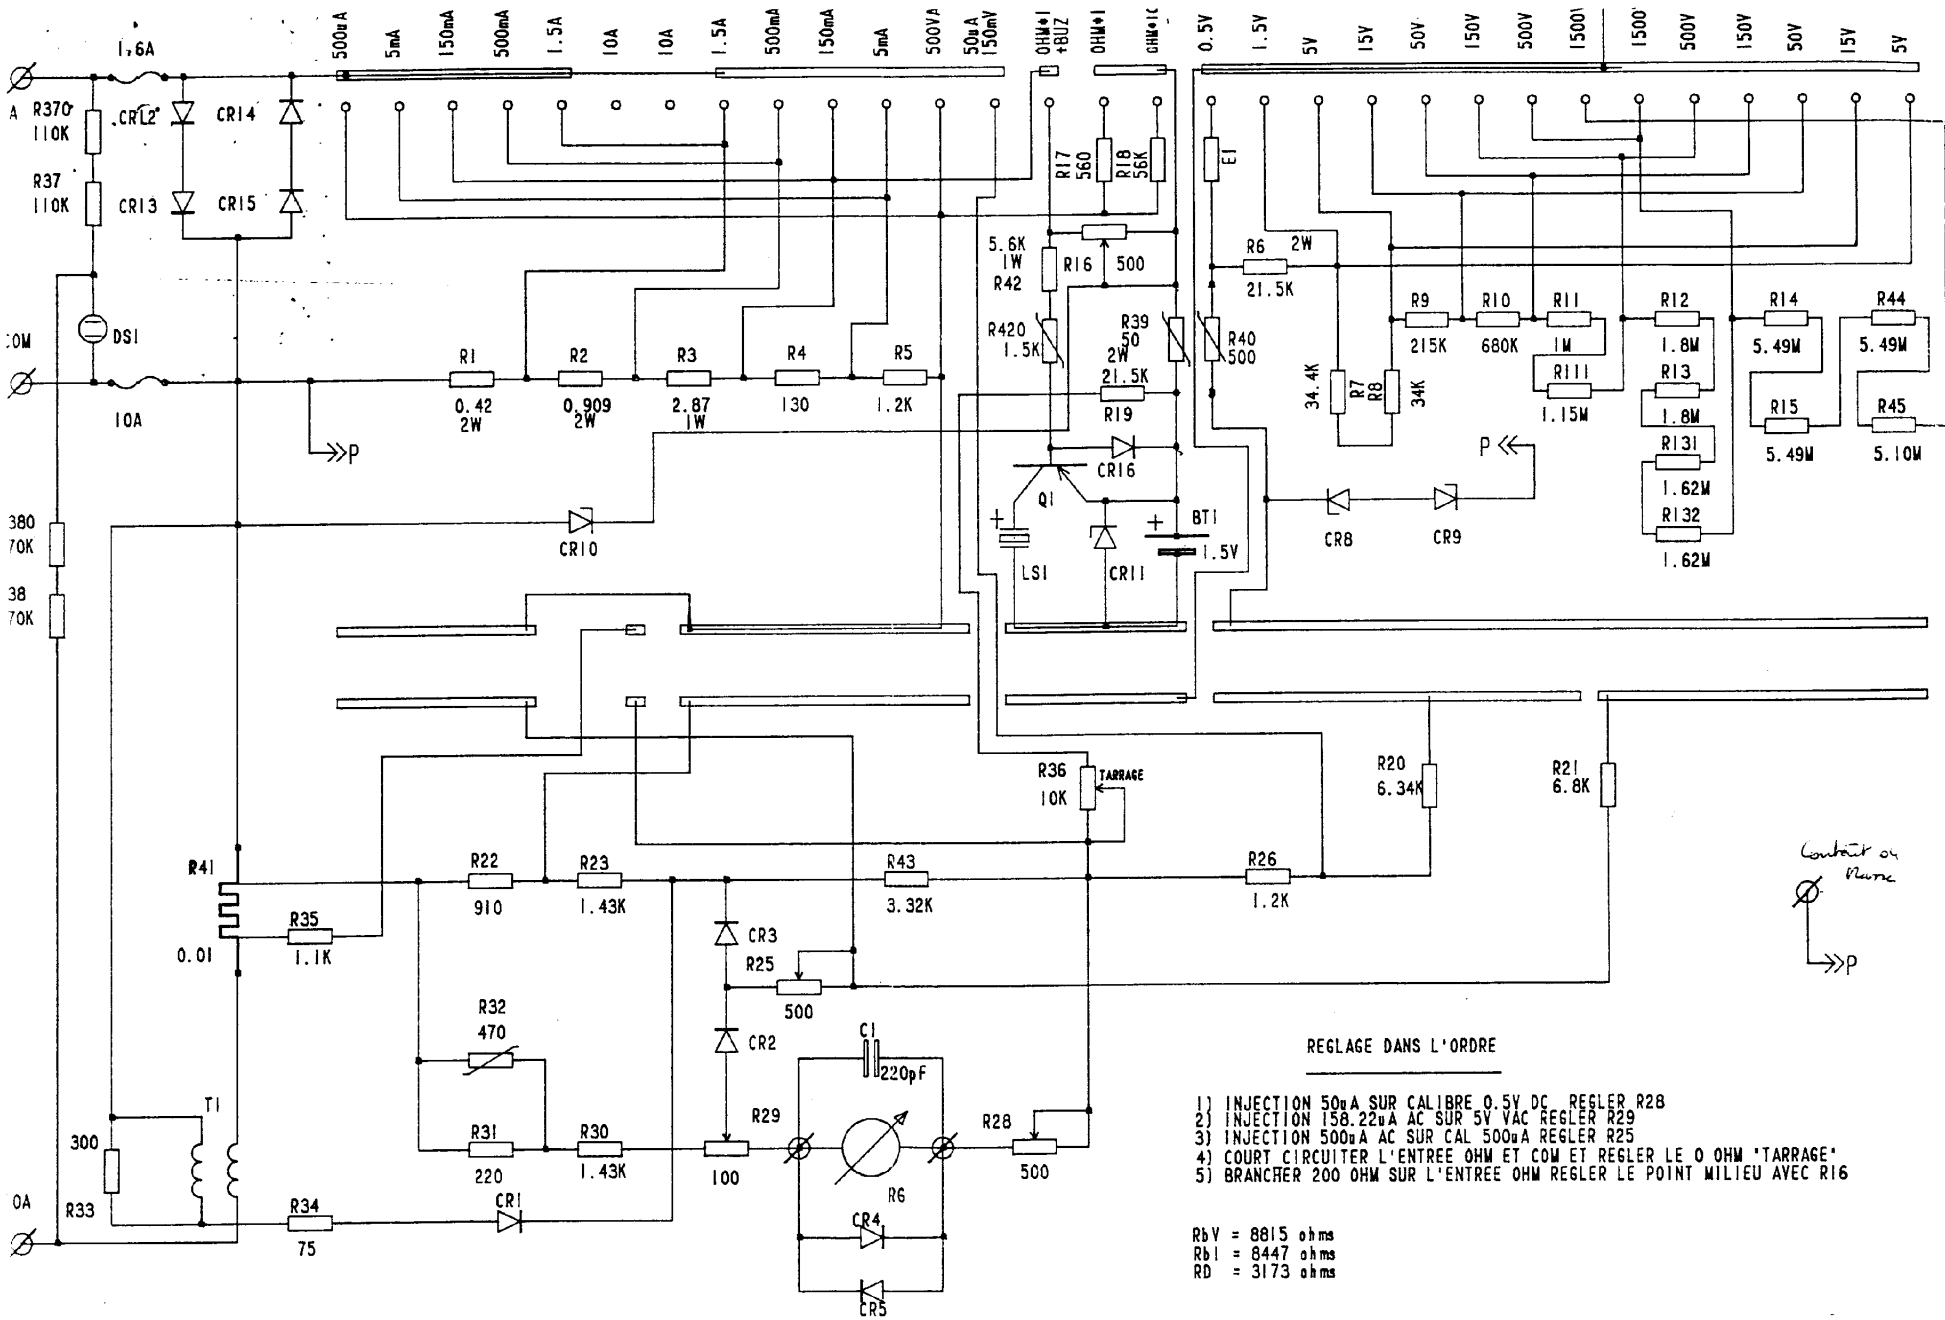 1.6A
500uA
5mA
150mA
500mA
1.5A
10A
10A
1.5A
500mA
150mA
5mA
500VA
50uA
150mV
OHM*1
+BUZ
OHM*1
0.5V
1.5V
5V
15V
50V
150V
500V
1500V
1500
500V
150V
50V
15V
5V
A
R370
110K
CR12
CR14
R37
110K
CR13
CR15
R17
560
R18
56K
E1
5.6K
1W
R42
R16
500
R6
2W
21.5K
DS1
R420
1.5K
R39
50
R40
500
2W
21.5K
R19
R9
215K
R10
680K
R11
1M
R111
1.15M
R12
1.8M
R13
1.8M
R131
1.62M
R132
1.62M
R14
5.49M
R15
5.49M
R44
5.49M
R45
5.10M
34.4K
R7
R8
34K
10A
R1
0.42
2W
R2
0.909
2W
R3
2.87
1W
R4
130
R5
1.2K
P
P
CR16
Q1
+
LS1
CR11
+
BT1
1.5V
CR8
CR9
CR10
380
70K
38
70K
R36
10K
TARRAGE
R20
6.34K
R21
6.8K
R41
0.01
R35
1.1K
R22
910
R23
1.43K
R43
3.32K
R26
1.2K
CR3
R25
500
CR2
R32
470
C1
220pF
T1
300
R33
R31
220
R30
1.43K
R29
100
R28
500
R6
R34
75
CR1
CR4
CR5
0A
P
REGLAGE DANS L'ORDRE
1) INJECTION 50uA SUR CALIBRE 0.5V DC REGLER R28
2) INJECTION 158.22uA AC SUR 5V VAC REGLER R29
3) INJECTION 500uA AC SUR CAL 500uA REGLER R25
4) COURT CIRCUITER L'ENTREE OHM ET COM ET REGLER LE 0 OHM "TARRAGE"
5) BRANCHER 200 OHM SUR L'ENTREE OHM REGLER LE POINT MILIEU AVEC R16
RbV = 8815 ohms
RbI = 8447 ohms
RD = 3173 ohms